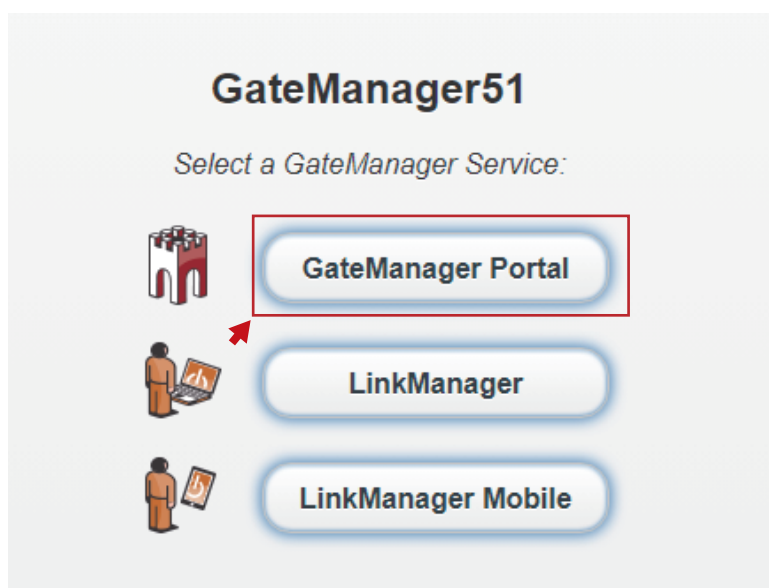 GateManager51
Select a GateManager Service:
GateManager Portal
LinkManager
LinkManager Mobile